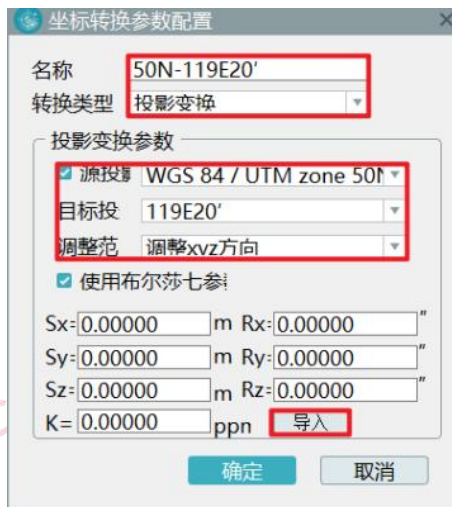 坐标转换参数配置
名称 50N-119E20'
转换类型 投影变换
投影变换参数
源投影 WGS 84 / UTM zone 50N
目标投 119E20'
调整范 调整xyz方向
使用布尔莎七参
Sx= 0.00000 m Rx= 0.00000 "
Sy= 0.00000 m Ry= 0.00000 "
Sz= 0.00000 m Rz= 0.00000 "
K= 0.00000 ppn 导入
确定 取消